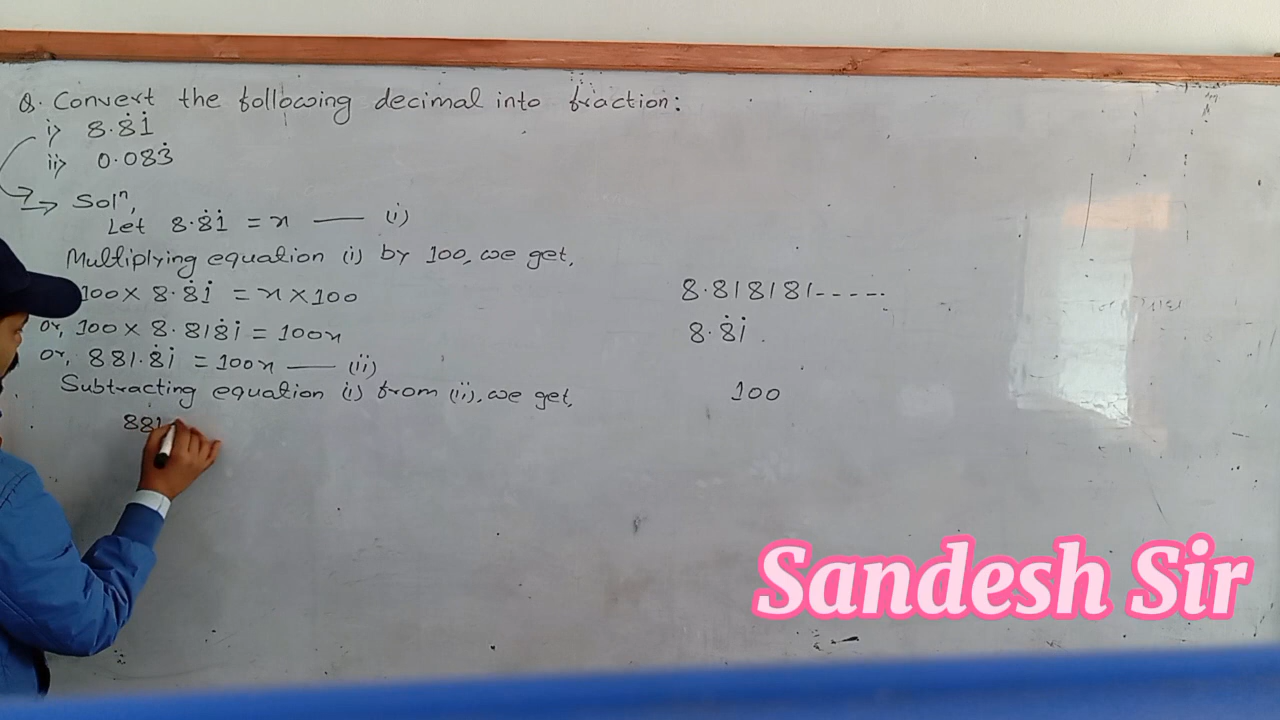 Q. Convert the following decimal into fraction:
i) 8.8̇1̇
ii) 0.083̇
Solⁿ,
Let 8.8̇1̇ = x —— (i)
Multiplying equation (i) by 100, we get,
100 × 8.8̇1̇ = x × 100
or, 100 × 8.818̇1̇ = 100x
or, 881.8̇1̇ = 100x —— (ii)
Subtracting equation (i) from (ii), we get,
881
8.818181-----
8.8̇1̇.
100
Sandesh Sir